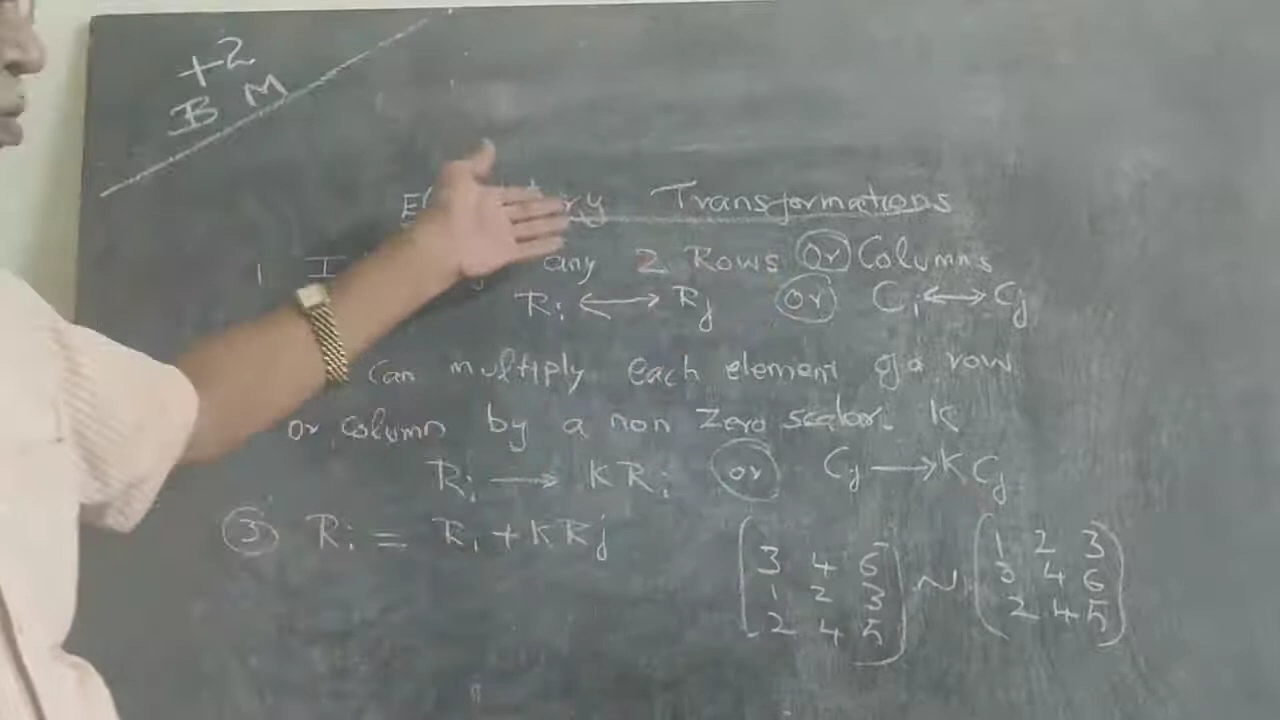 +2
B M
Transformations
1 any 2 Rows Or Columns
Ri ⟷ Rj or Ci ⟷ Cj
Can multiply each element of a row
or column by a non zero scalar K
Ri ⟶ KRi or Cj ⟶ KCj
3 Ri = Ri + KRj
3 4 6 1 2 3
1 2 3 ~ 3 4 6
2 4 5 2 4 5